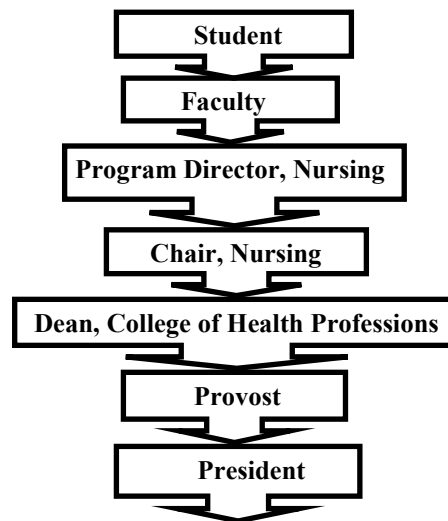 Student
Faculty
Program Director, Nursing
Chair, Nursing
Dean, College of Health Professions
Provost
President